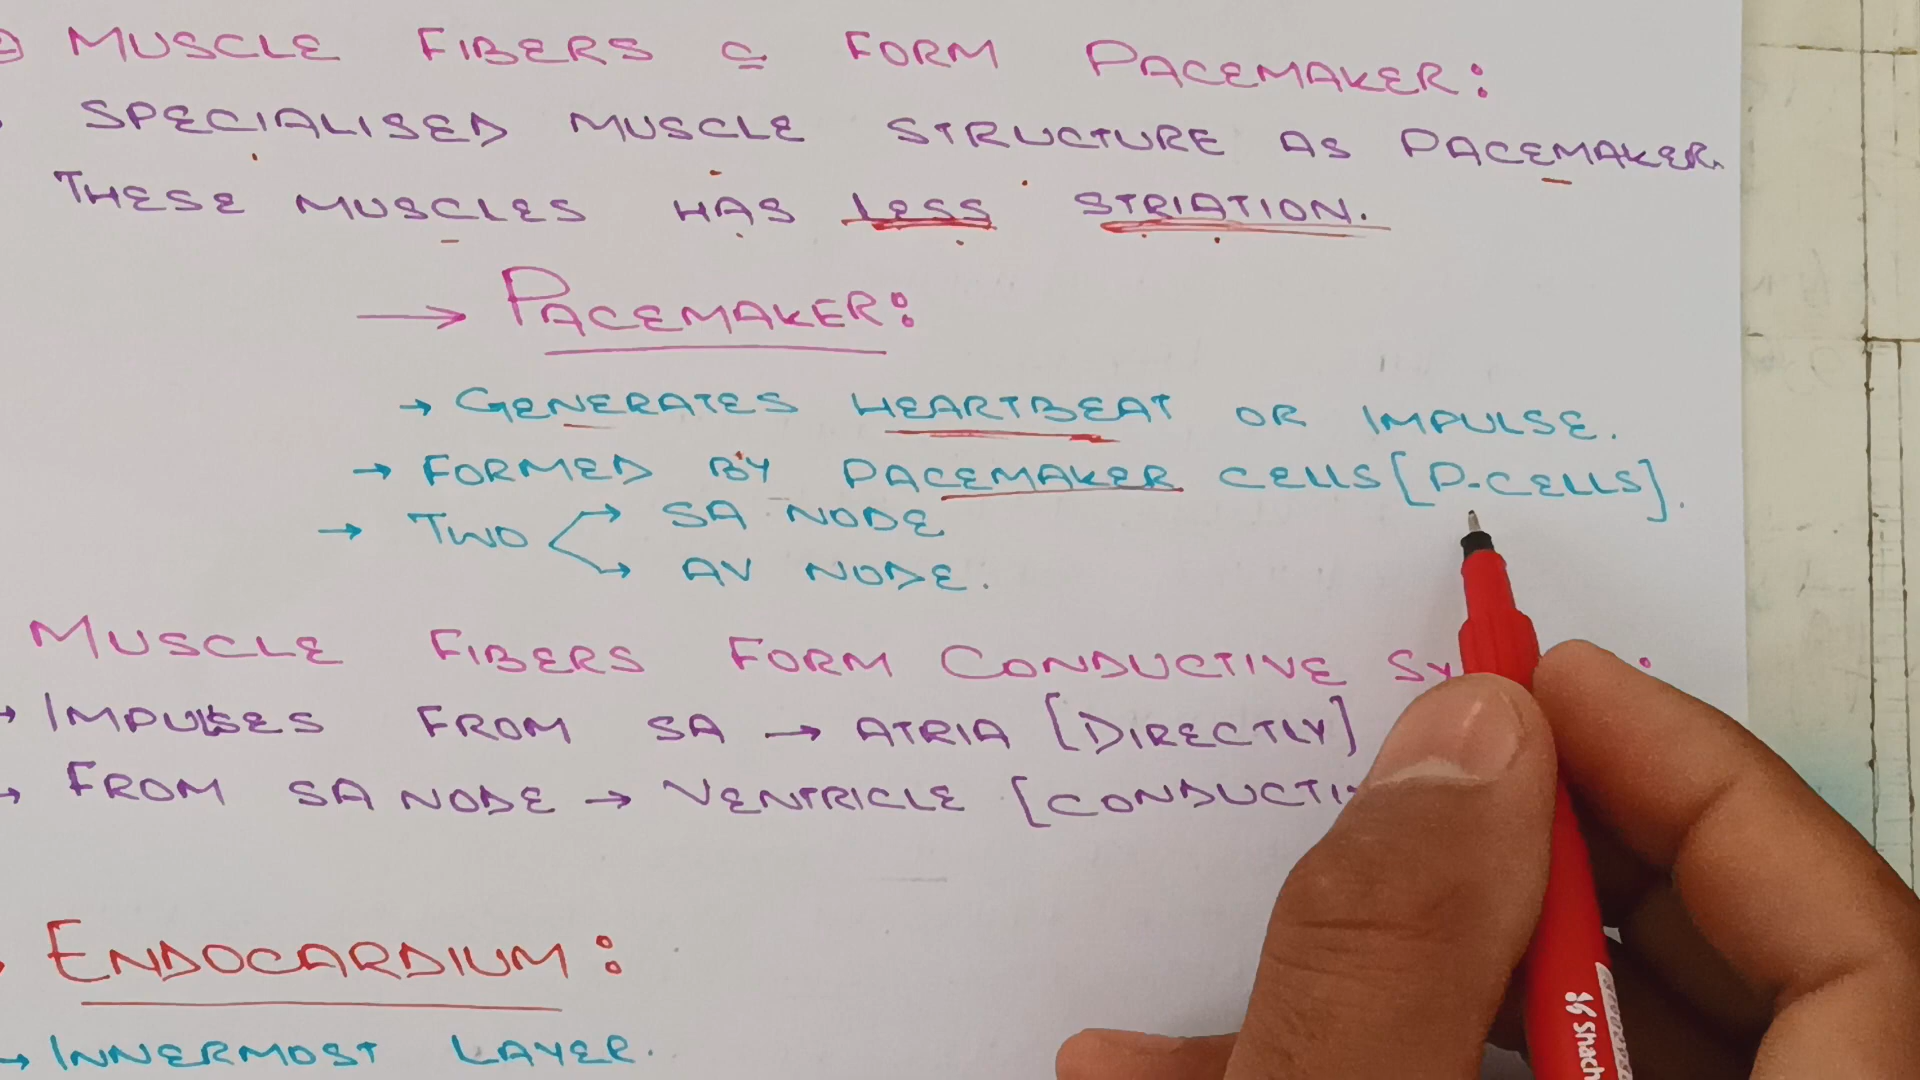 MUSCLE FIBERS C FORM PACEMAKER:
SPECIALISED MUSCLE STRUCTURE AS PACEMAKER.
THESE MUSCLES HAS LESS STRIATION.
→ PACEMAKER:
→ GENERATES HEARTBEAT OR IMPULSE.
→ FORMED BY PACEMAKER CELLS [P-CELLS].
→ TWO → SA NODE
→ AV NODE.
MUSCLE FIBERS FORM CONDUCTIVE SY
→ IMPULSES FROM SA → ATRIA [DIRECTLY]
→ FROM SA NODE → VENTRICLE [CONDUCTI
ENDOCARDIUM:
→ INNERMOST LAYER.